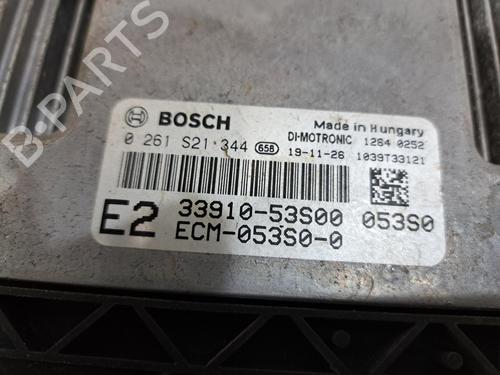 B-PARTS
BOSCH
Made in Hungary
0 261 S21 344 658
DI-MOTRONIC 1284 0252
19-11-26 1039T33121
E2 33910-53S00 053S0
ECM-053S0-0